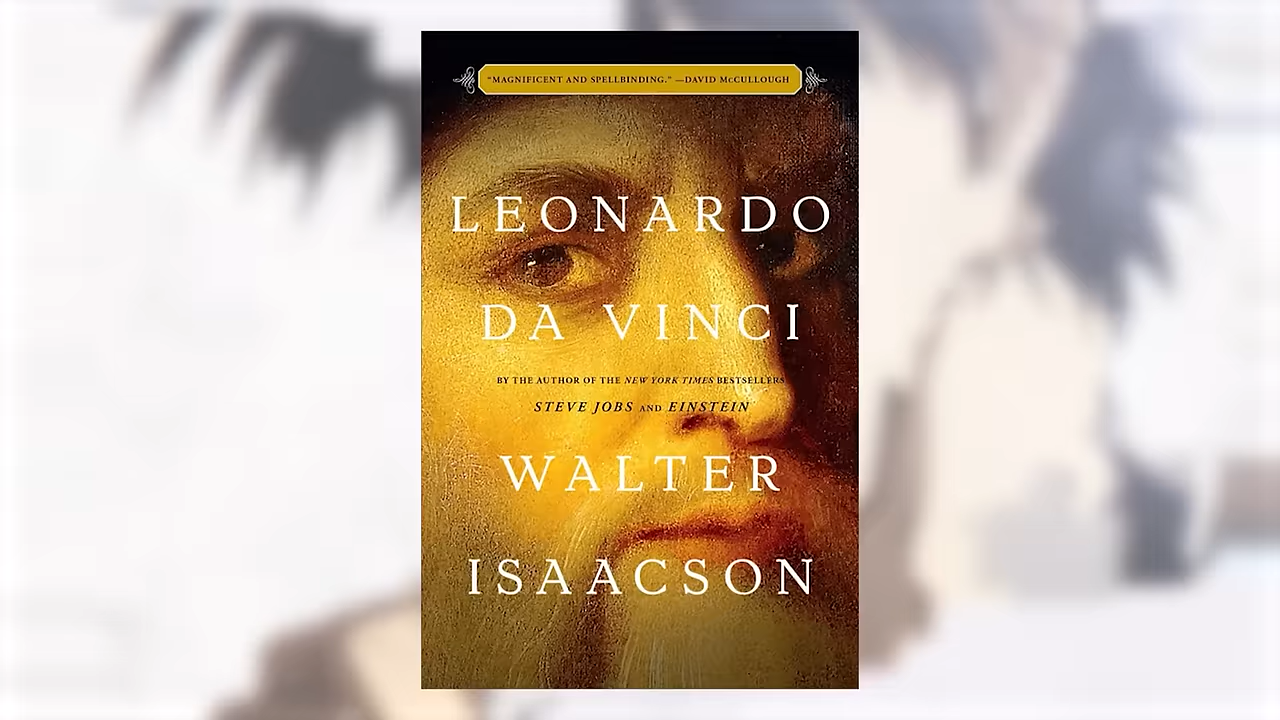 “MAGNIFICENT AND SPELLBINDING.” —DAVID McCULLOUGH
LEONARDO
DA VINCI
BY THE AUTHOR OF THE NEW YORK TIMES BESTSELLERS
STEVE JOBS AND EINSTEIN
WALTER
ISAACSON